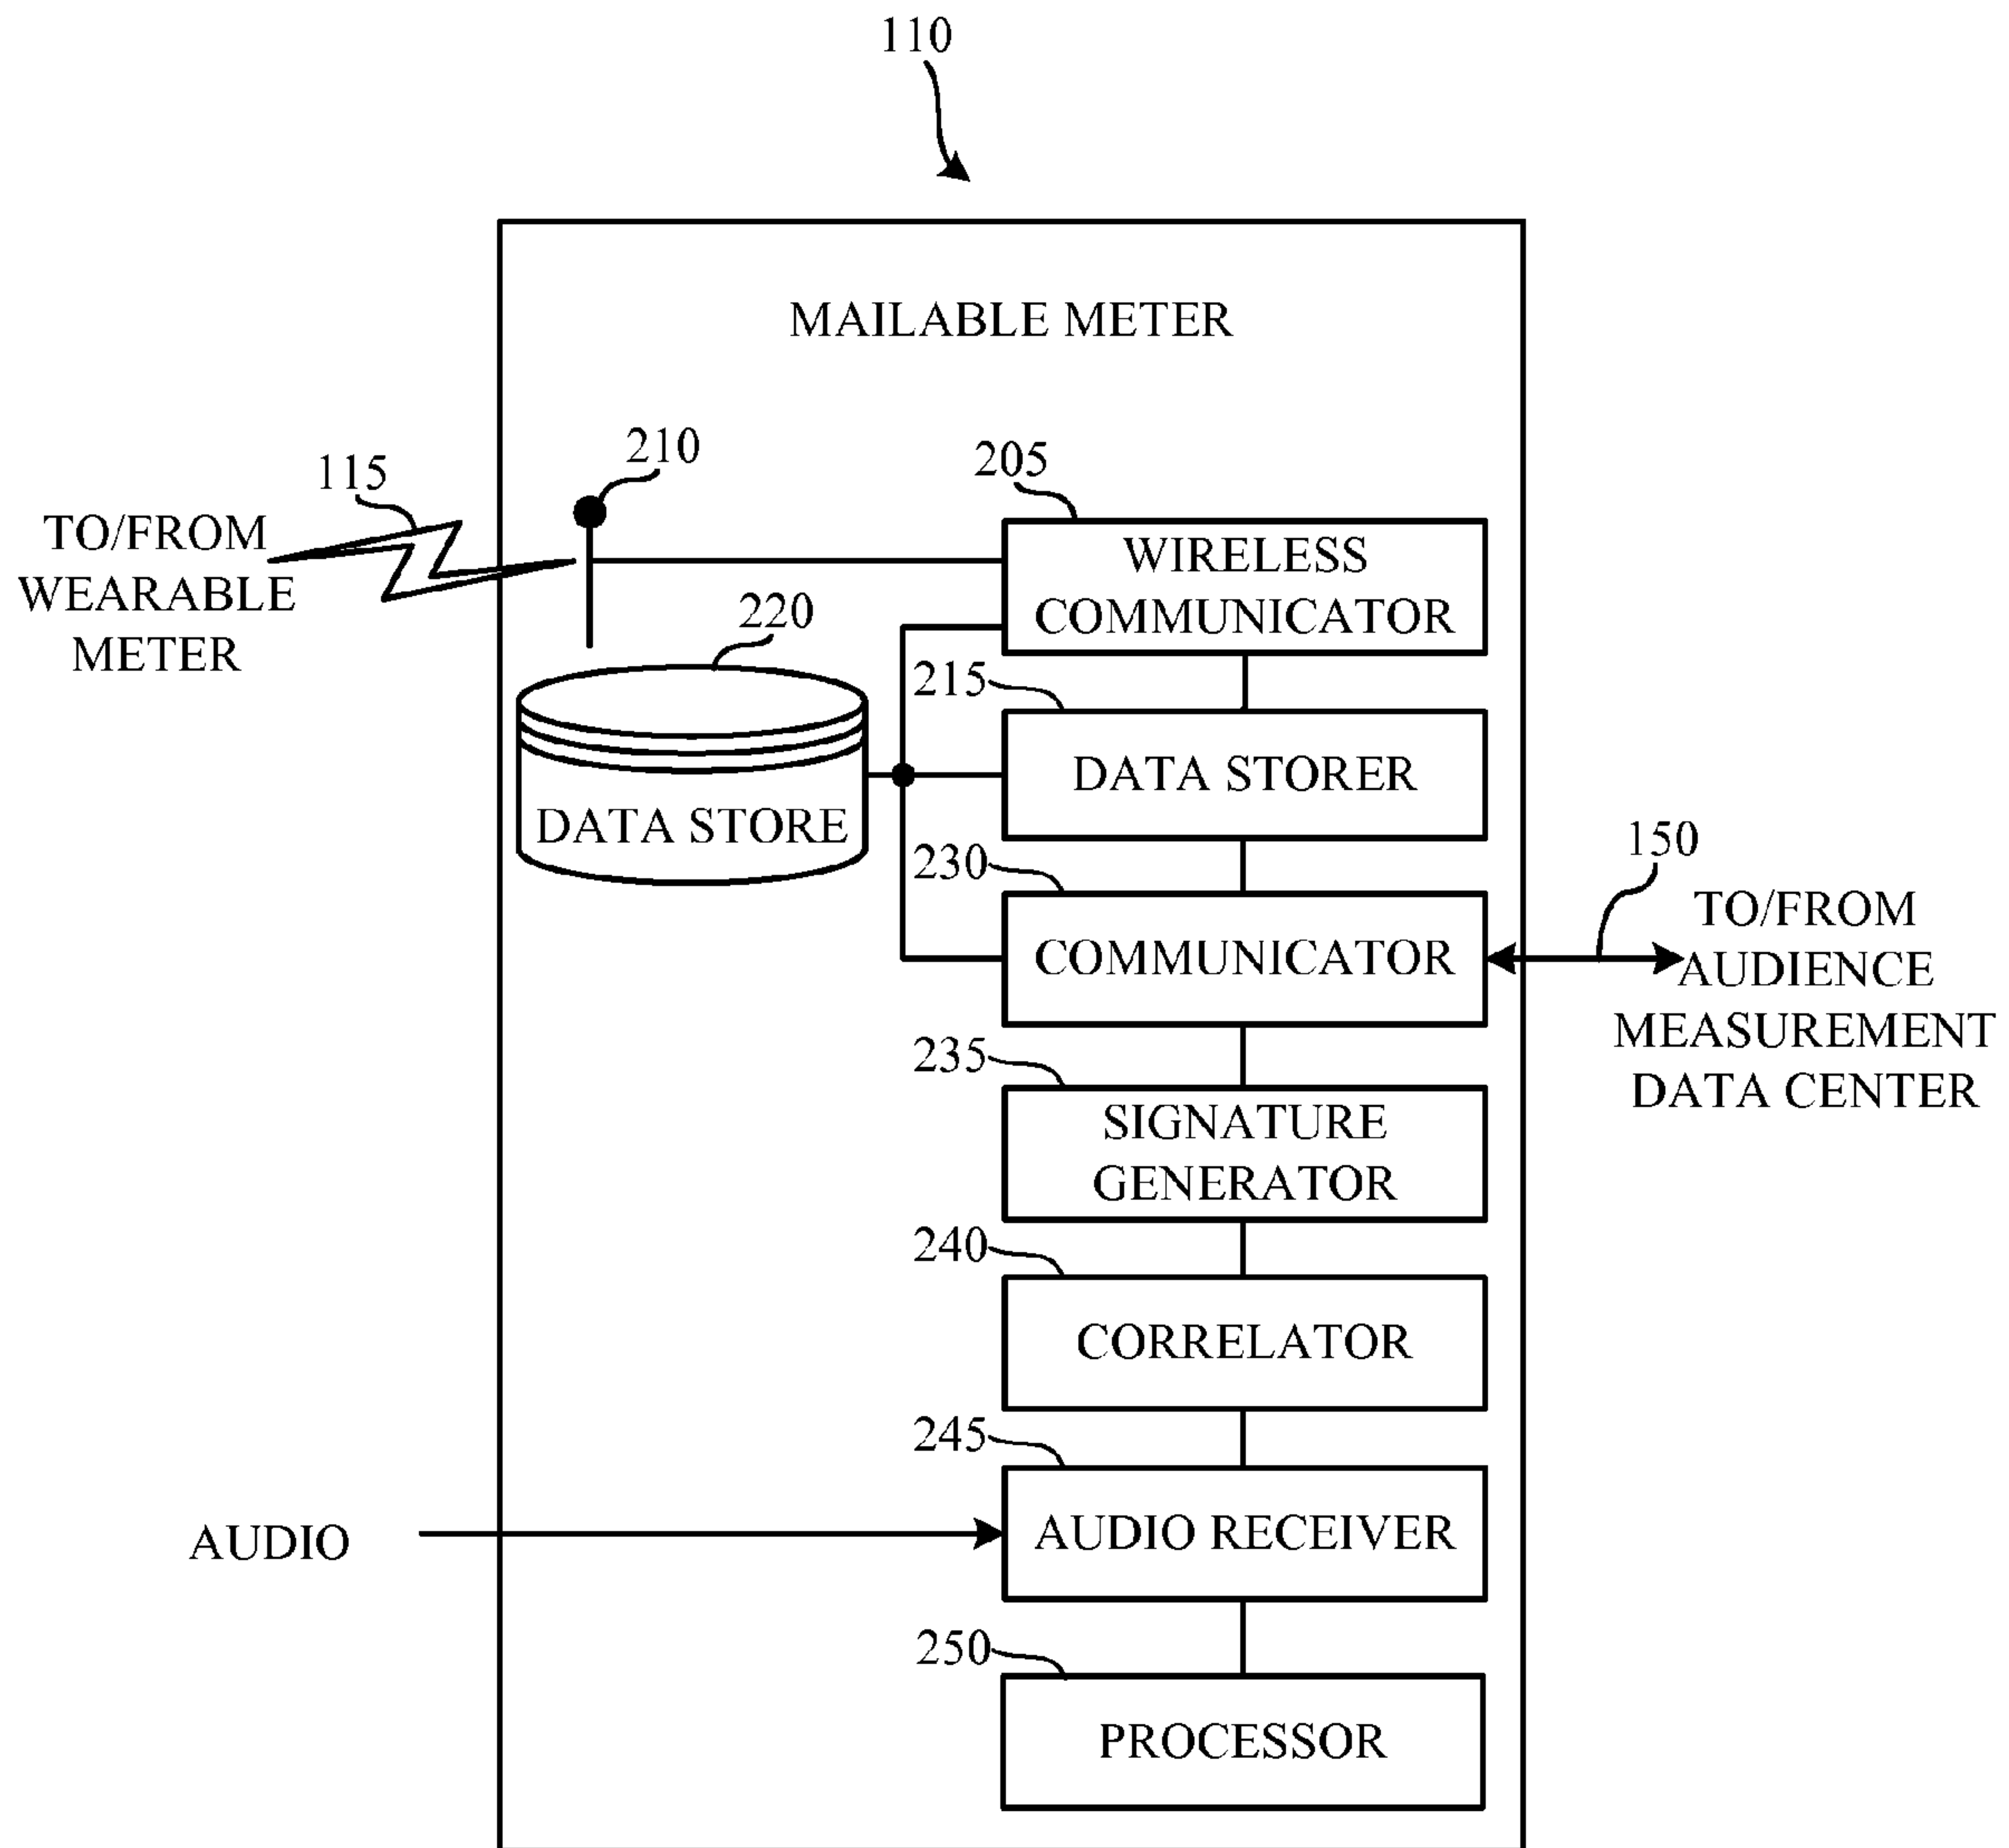 110
MAILABLE METER
210
205
115
TO/FROM
WEARABLE
METER
WIRELESS
COMMUNICATOR
220
215
DATA STORER
DATA STORE
150
230
TO/FROM
AUDIENCE
MEASUREMENT
DATA CENTER
COMMUNICATOR
235
SIGNATURE
GENERATOR
240
CORRELATOR
245
AUDIO
AUDIO RECEIVER
250
PROCESSOR